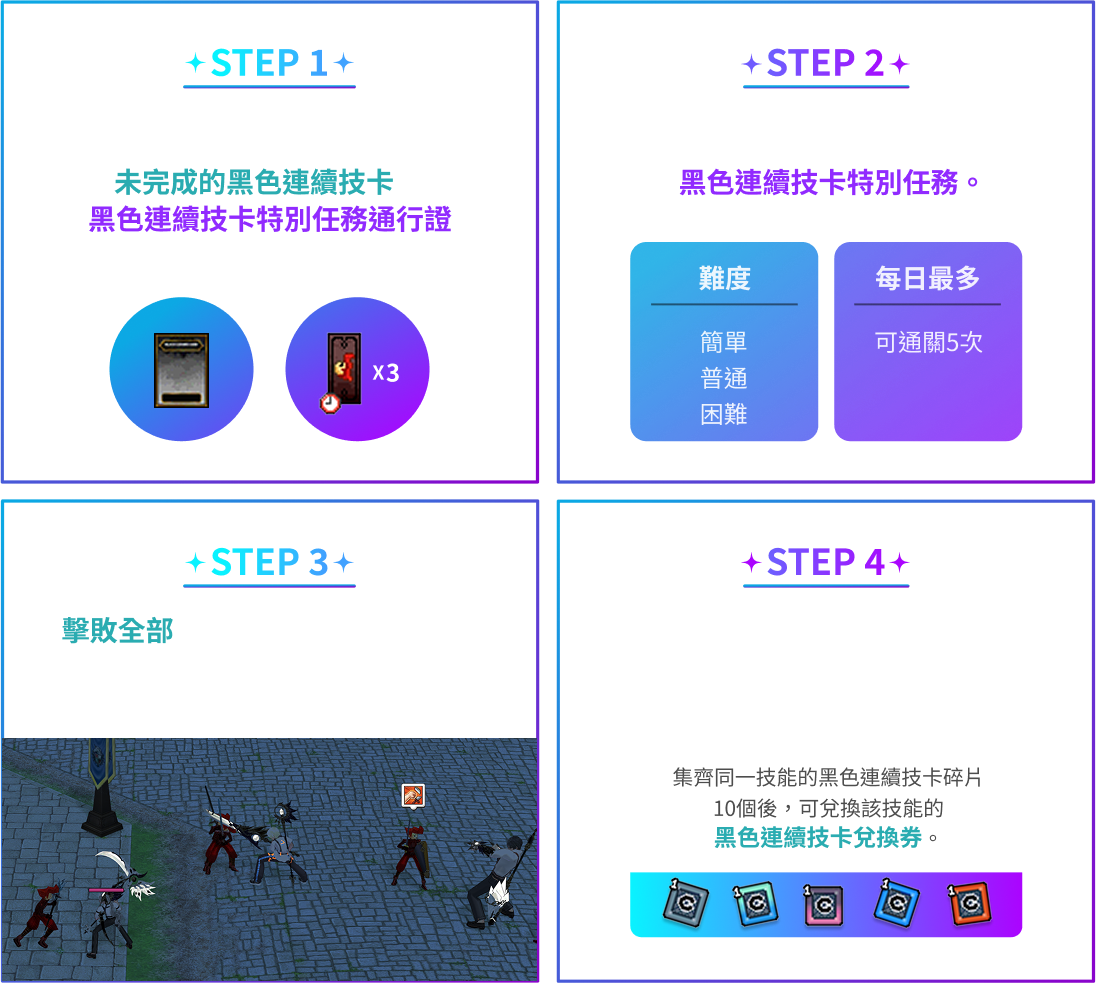 STEP 1
未完成的黑色連續技卡
黑色連續技卡特別任務通行證
x3
STEP 2
黑色連續技卡特別任務。
難度
簡單
普通
困難
每日最多
可通關5次
STEP 3
擊敗全部
STEP 4
集齊同一技能的黑色連續技卡碎片
10個後，可兌換該技能的
黑色連續技卡兌換券。
1
1
1
1
1